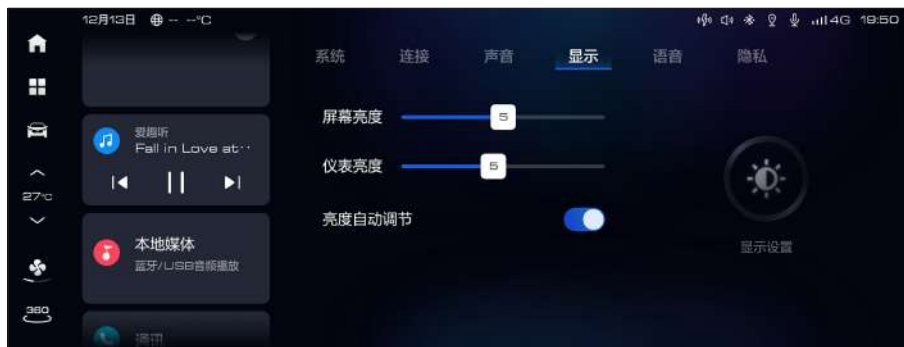 12月13日 -- --°C
4G 19:50
系统 连接 声音 显示 语音 隐私
屏幕亮度 5
爱趣听
Fall in Love at··
仪表亮度 5
27°C
亮度自动调节
本地媒体
蓝牙/USB音频播放
显示设置
360
通讯